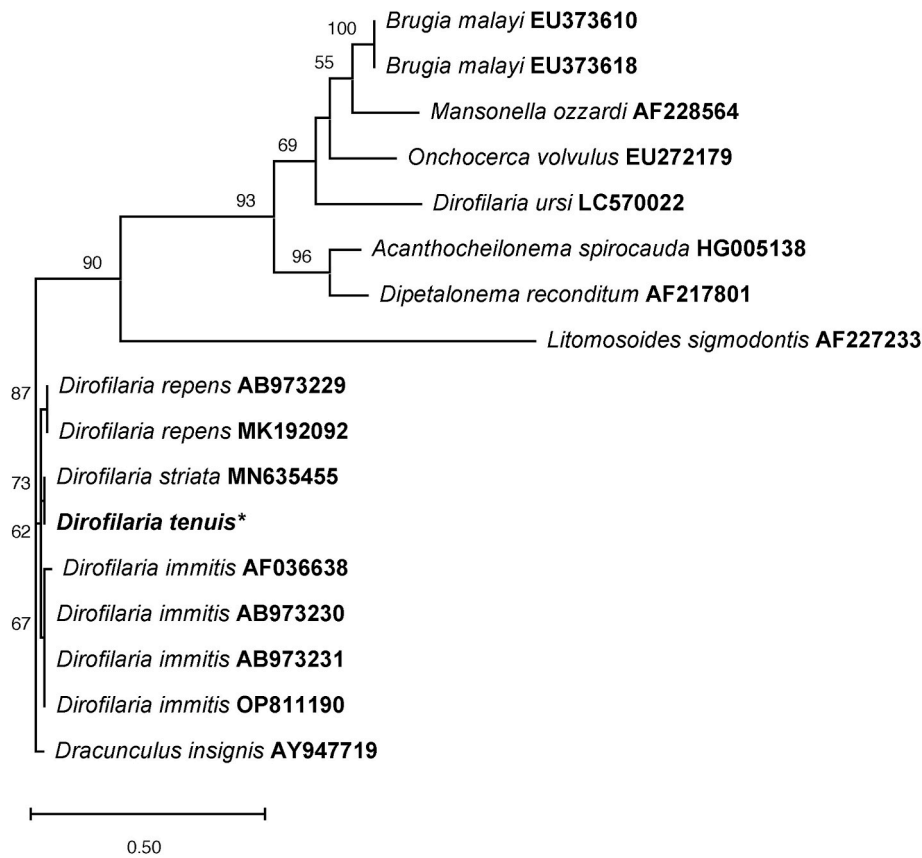 100
Brugia malayi EU373610
Brugia malayi EU373618
55
Mansonella ozzardi AF228564
69
Onchocerca volvulus EU272179
93
Dirofilaria ursi LC570022
96
Acanthocheilonema spirocauda HG005138
90
Dipetalonema reconditum AF217801
Litomosoides sigmodontis AF227233
87
Dirofilaria repens AB973229
Dirofilaria repens MK192092
73
Dirofilaria striata MN635455
62
Dirofilaria tenuis*
Dirofilaria immitis AF036638
67
Dirofilaria immitis AB973230
Dirofilaria immitis AB973231
Dirofilaria immitis OP811190
Dracunculus insignis AY947719
0.50